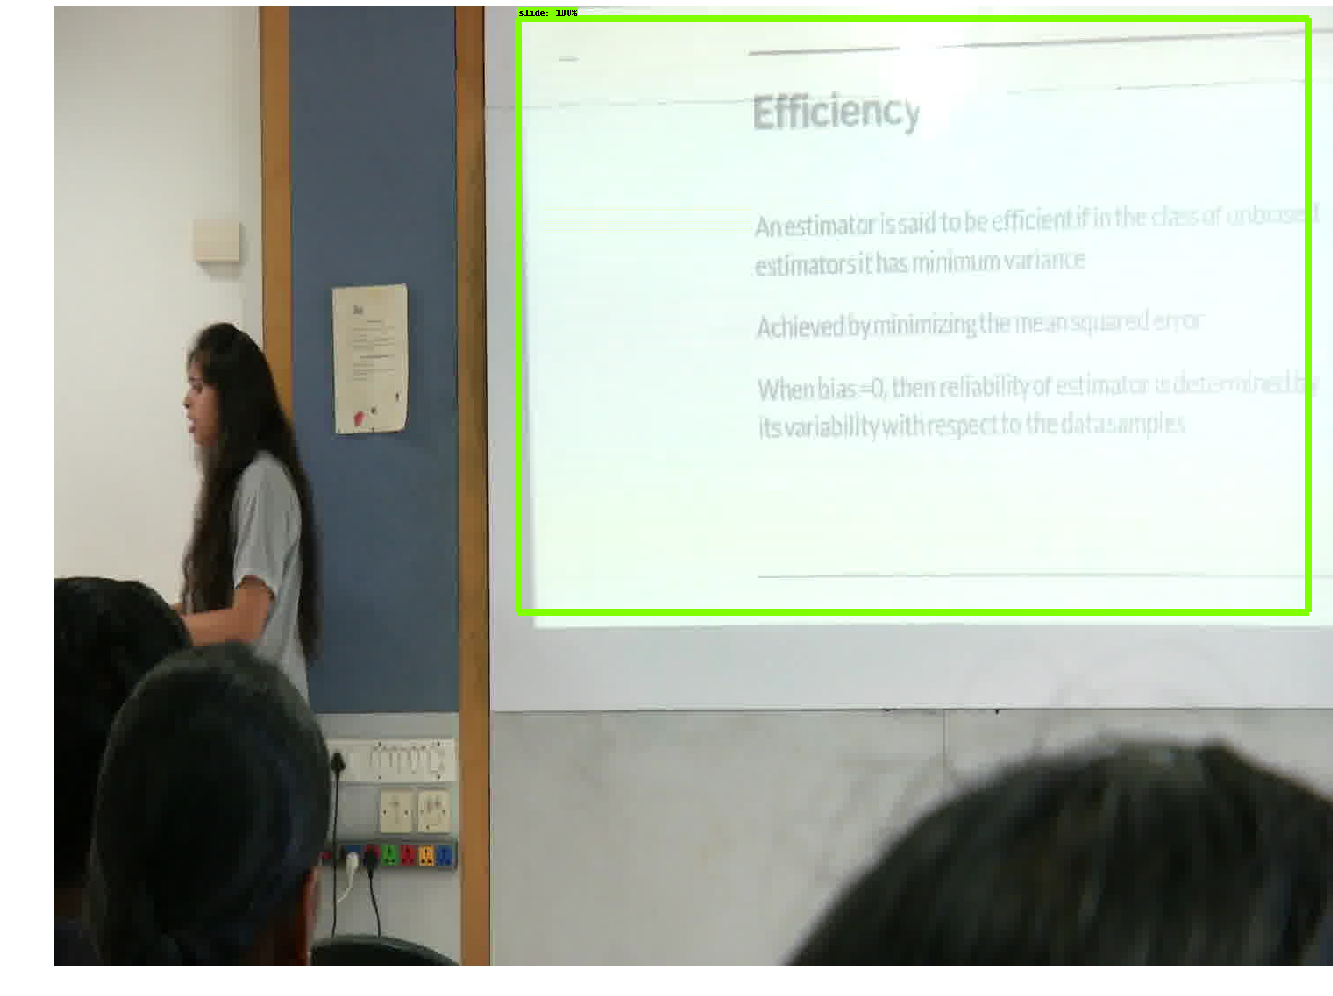 slide: 100%
Efficiency
An estimator is said to be efficient if in the class of unbiased
estimators it has minimum variance
Achieved by minimizing the mean squared error
When bias =0, then reliability of estimator is determined by
its variability with respect to the data samples